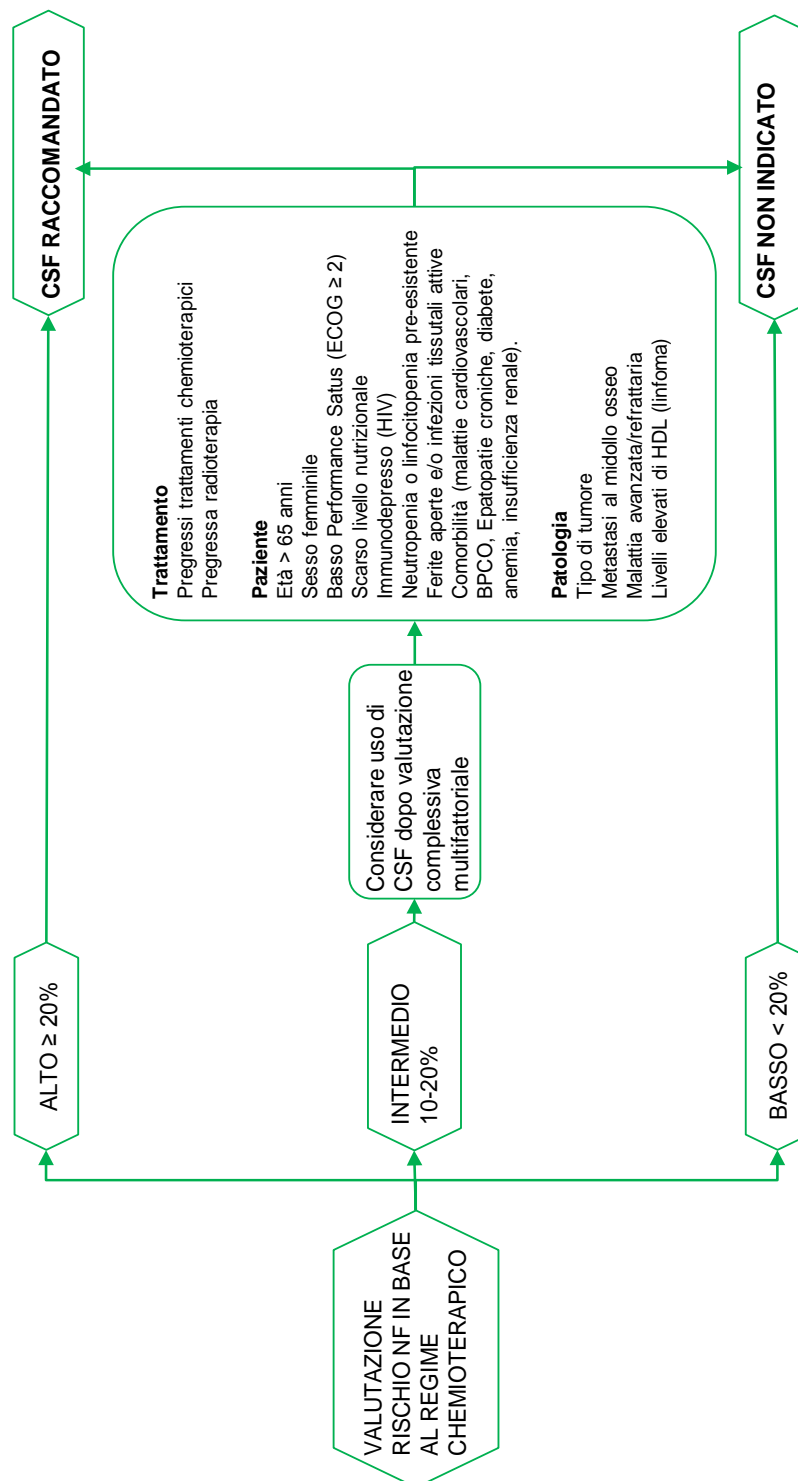 VALUTAZIONE
RISCHIO NF IN BASE
AL REGIME
CHEMIOTERAPICO
ALTO ≥ 20%
INTERMEDIO
10-20%
BASSO < 20%
Considerare uso di
CSF dopo valutazione
complessiva
multifattoriale
Trattamento
Pregressi trattamenti chemioterapici
Pregressa radioterapia
Paziente
Età > 65 anni
Sesso femminile
Basso Performance Satus (ECOG ≥ 2)
Scarso livello nutrizionale
Immunodepresso (HIV)
Neutropenia o linfocitopenia pre-esistente
Ferite aperte e/o infezioni tissutali attive
Comorbilità (malattie cardiovascolari,
BPCO, Epatopatie croniche, diabete,
anemia, insufficienza renale).
Patologia
Tipo di tumore
Metastasi al midollo osseo
Malattia avanzata/refrattaria
Livelli elevati di HDL (linfoma)
CSF RACCOMANDATO
CSF NON INDICATO